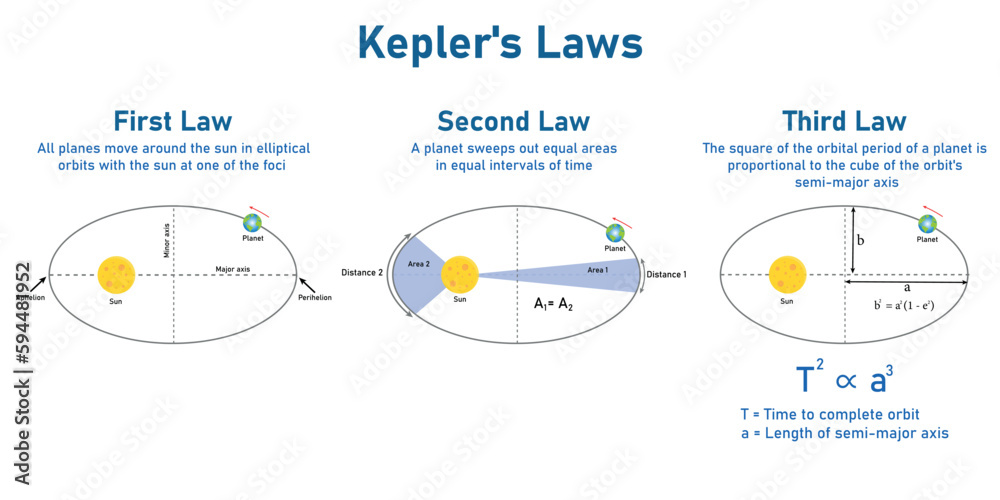 Kepler's Laws
First Law
All planes move around the sun in elliptical
orbits with the sun at one of the foci
Minor axis
Planet
Major axis
Sun
Perihelion
Second Law
A planet sweeps out equal areas
in equal intervals of time
Planet
Distance 2
Area 2
Area 1
Distance 1
Sun
A₁= A₂
Third Law
The square of the orbital period of a planet is
proportional to the cube of the orbit's
semi-major axis
b
Planet
a
Sun
b² = a²(1 - e²)
T² ∝ a³
T = Time to complete orbit
a = Length of semi-major axis
Adobe Stock